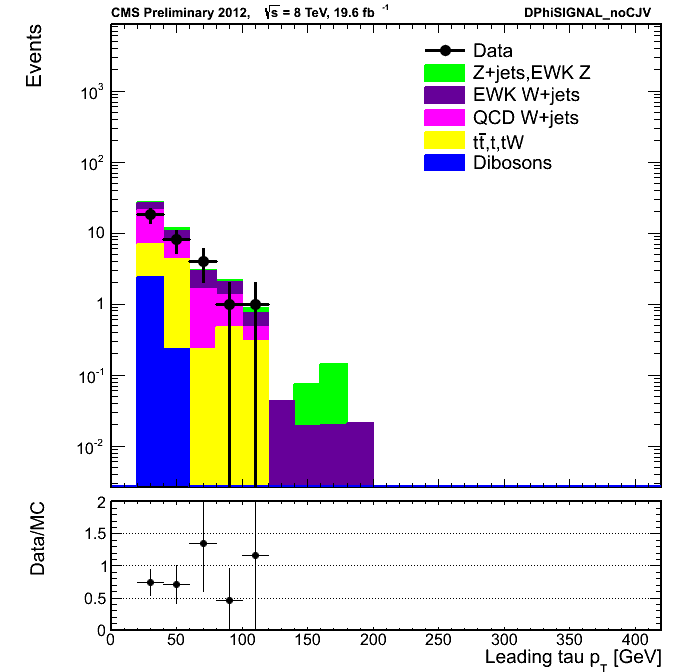 CMS Preliminary 2012, √s = 8 TeV, 19.6 fb⁻¹ DPhiSIGNAL_noCJV
Events
Data
Z+jets,EWK Z
EWK W+jets
QCD W+jets
tt̄,t,tW
Dibosons
10³
10²
10
1
10⁻¹
10⁻²
Data/MC
2
1.5
1
0.5
0
0 50 100 150 200 250 300 350 400
Leading tau p_T [GeV]